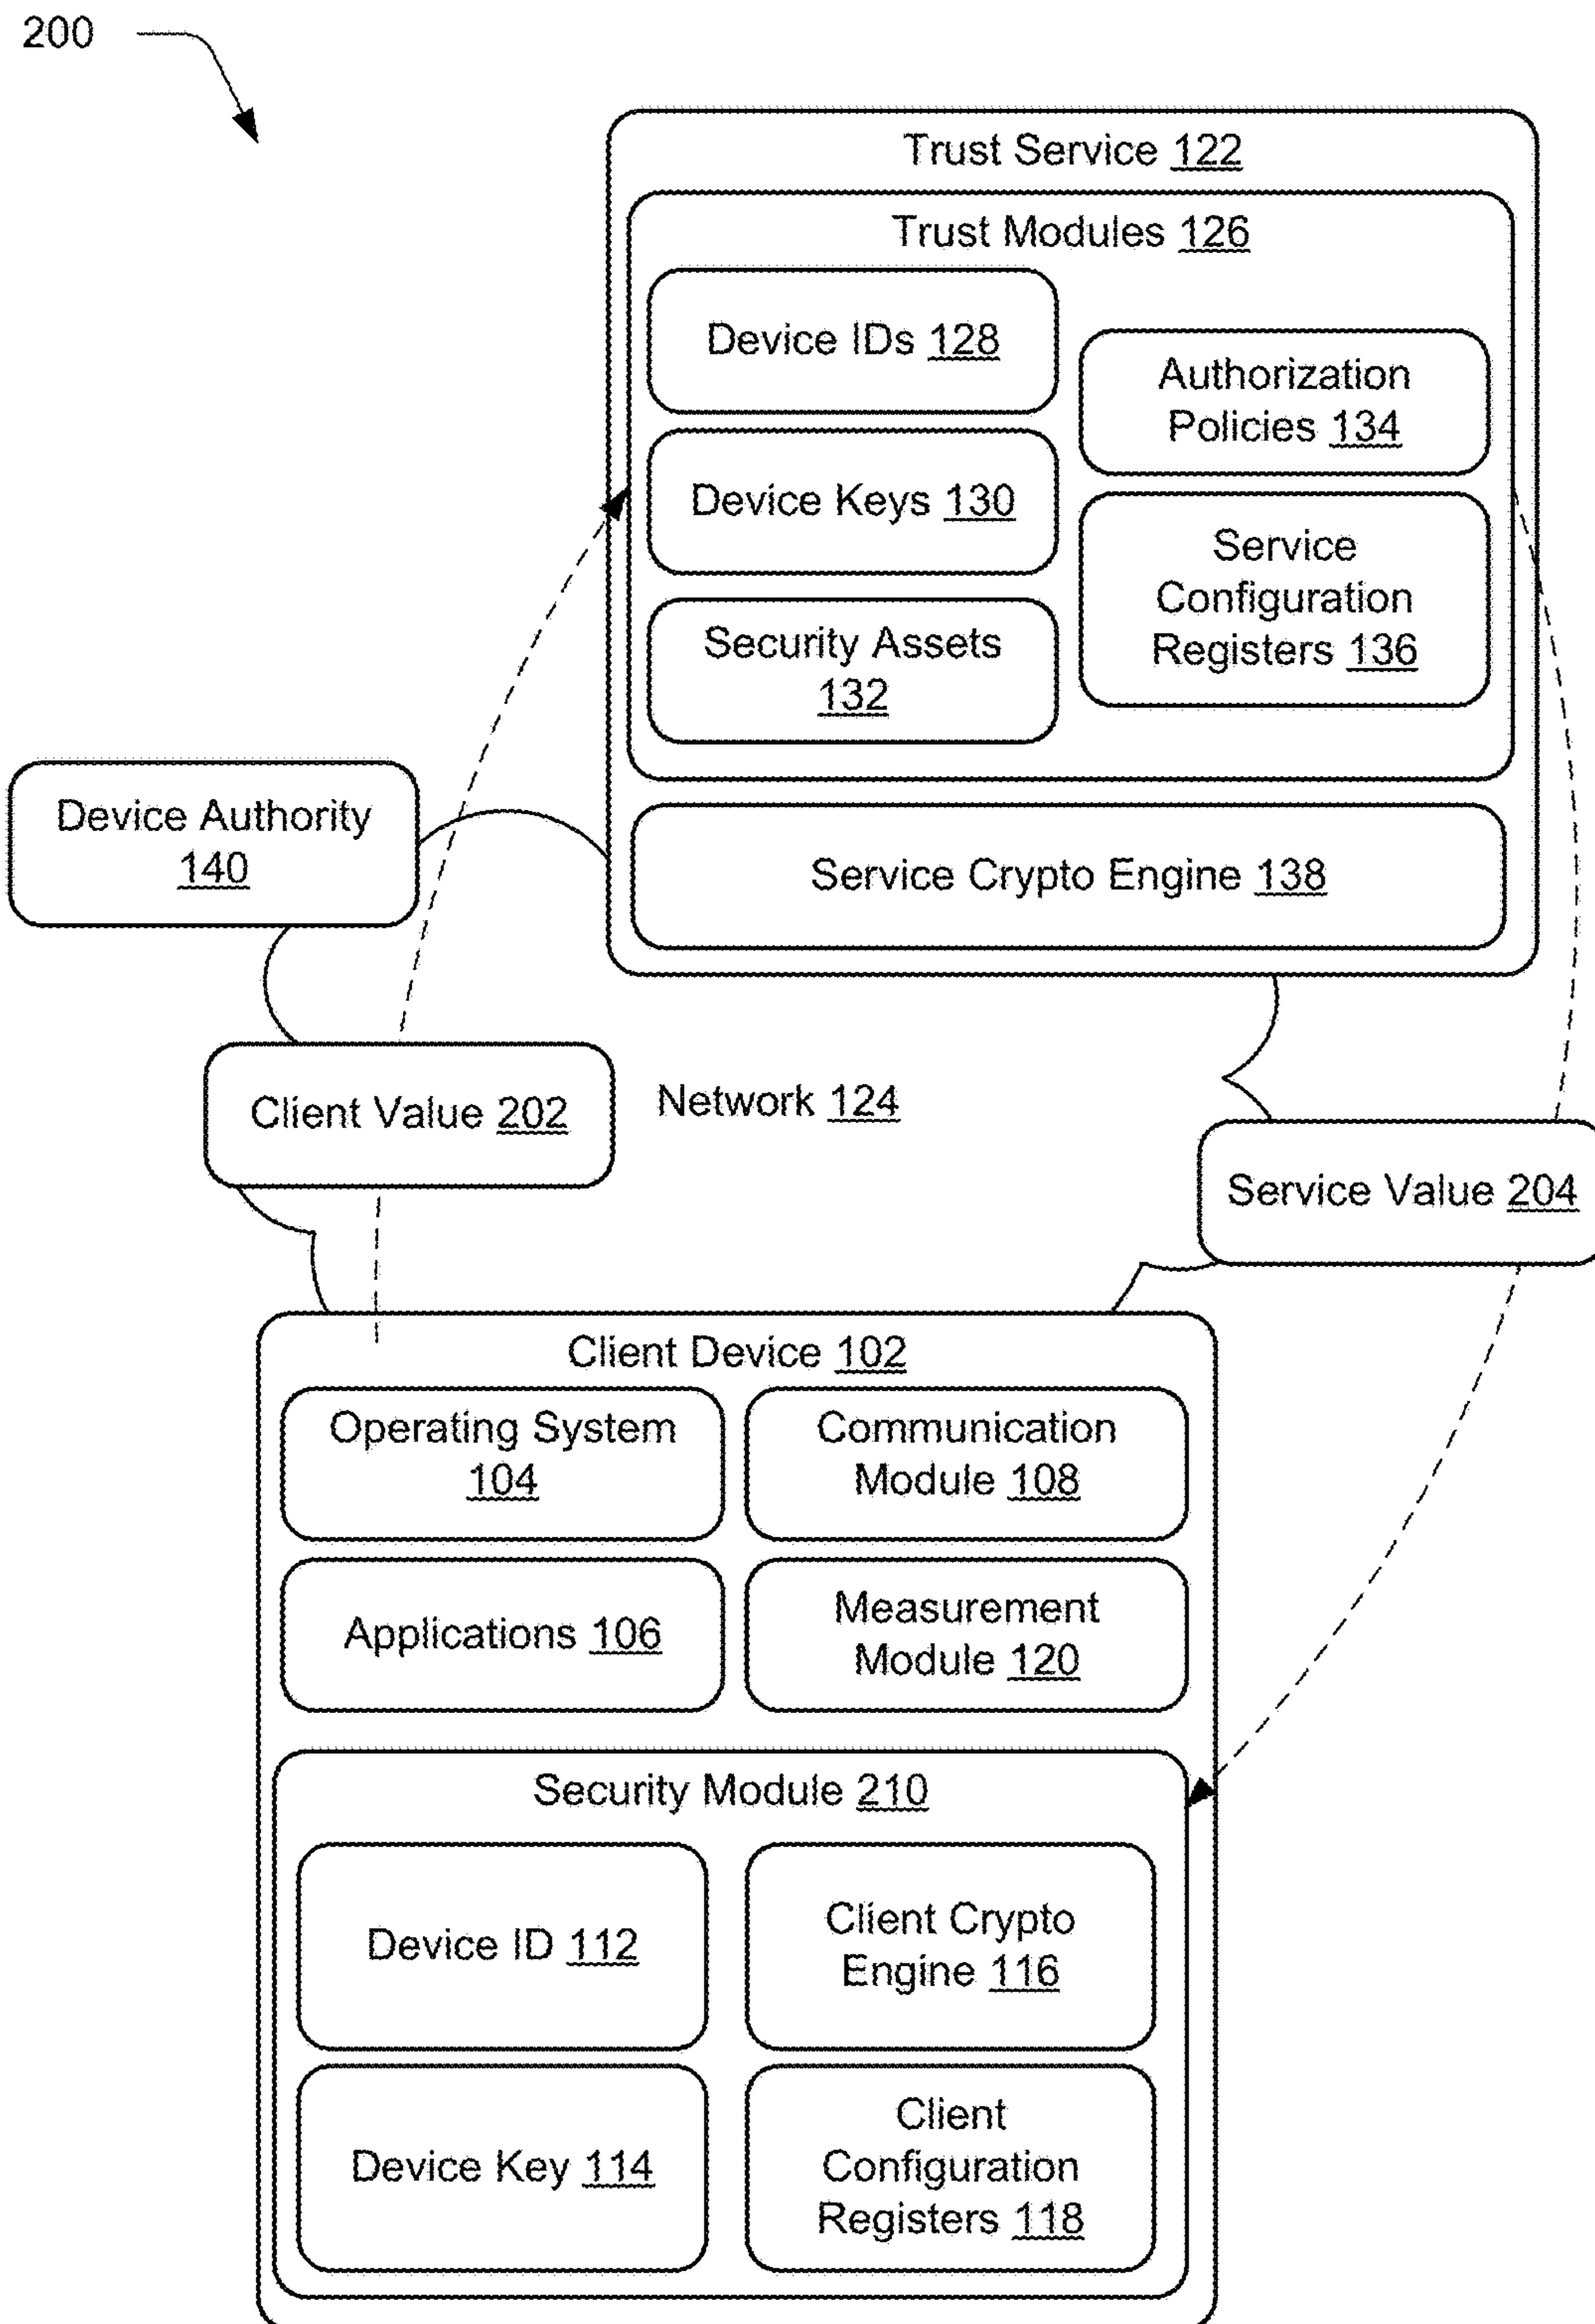 200
Trust Service 122
Trust Modules 126
Device IDs 128
Authorization
Policies 134
Device Keys 130
Service
Configuration
Registers 136
Security Assets
132
Device Authority
140
Service Crypto Engine 138
Client Value 202
Network 124
Service Value 204
Client Device 102
Operating System
104
Communication
Module 108
Applications 106
Measurement
Module 120
Security Module 210
Device ID 112
Client Crypto
Engine 116
Device Key 114
Client
Configuration
Registers 118